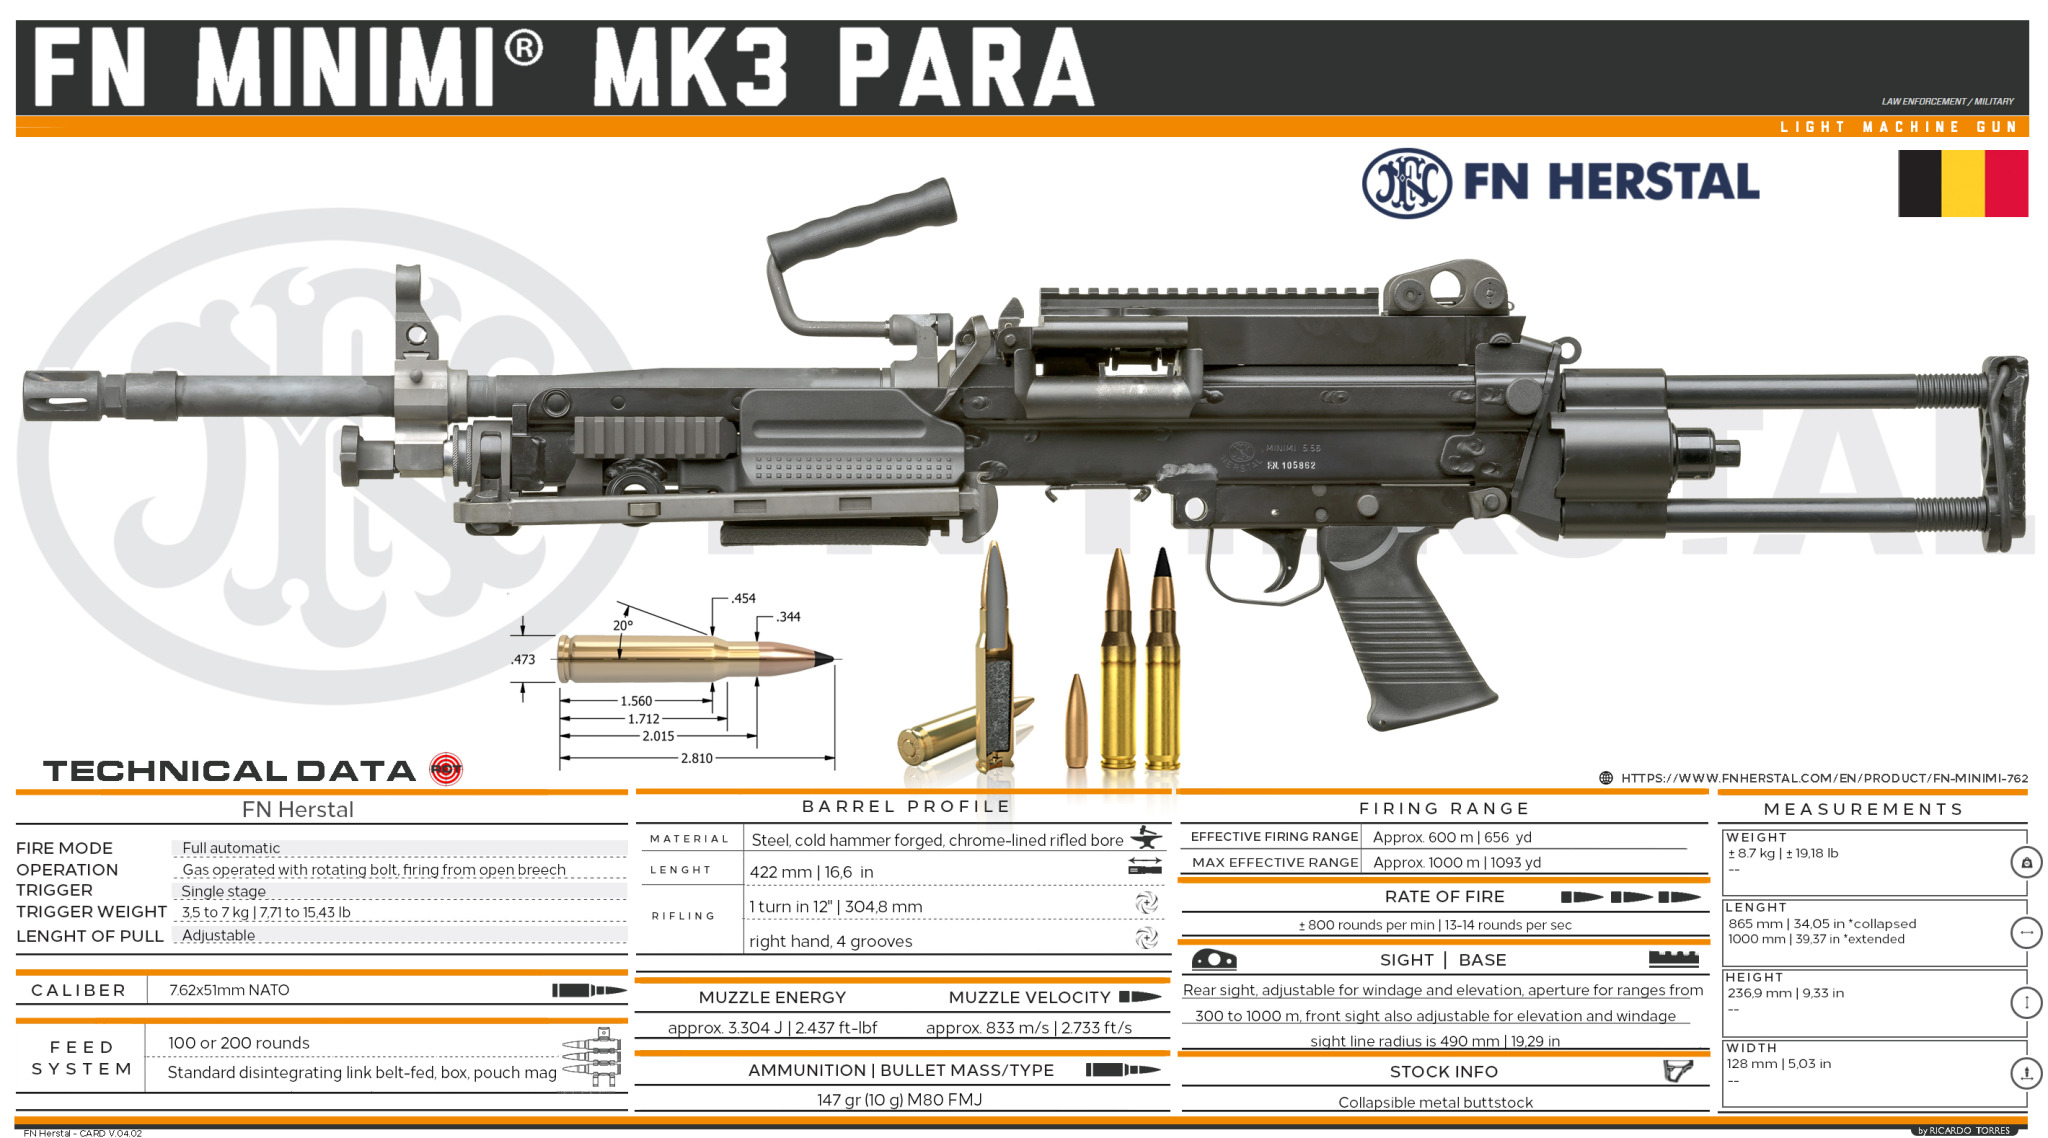 FN MINIMI® MK3 PARA
LAW ENFORCEMENT / MILITARY
LIGHT MACHINE GUN
FN HERSTAL
MINIMI 5.56
FN 105862
.454
.344
20°
.473
1.560
1.712
2.015
2.810
TECHNICAL DATA
HTTPS://WWW.FNHERSTAL.COM/EN/PRODUCT/FN-MINIMI-762
FN Herstal
FIRE MODE Full automatic
OPERATION Gas operated with rotating bolt, firing from open breech
TRIGGER Single stage
TRIGGER WEIGHT 3,5 to 7 kg | 7,71 to 15,43 lb
LENGHT OF PULL Adjustable
CALIBER 7.62x51mm NATO
FEED SYSTEM
100 or 200 rounds
Standard disintegrating link belt-fed, box, pouch mag
BARREL PROFILE
MATERIAL Steel, cold hammer forged, chrome-lined rifled bore
LENGHT 422 mm | 16,6 in
RIFLING
1 turn in 12" | 304,8 mm
right hand, 4 grooves
MUZZLE ENERGY MUZZLE VELOCITY
approx. 3.304 J | 2.437 ft-lbf approx. 833 m/s | 2.733 ft/s
AMMUNITION | BULLET MASS/TYPE
147 gr (10 g) M80 FMJ
FIRING RANGE
EFFECTIVE FIRING RANGE Approx. 600 m | 656 yd
MAX EFFECTIVE RANGE Approx. 1000 m | 1093 yd
RATE OF FIRE
± 800 rounds per min | 13-14 rounds per sec
SIGHT | BASE
Rear sight, adjustable for windage and elevation, aperture for ranges from
300 to 1000 m, front sight also adjustable for elevation and windage
sight line radius is 490 mm | 19,29 in
STOCK INFO
Collapsible metal buttstock
MEASUREMENTS
WEIGHT
± 8.7 kg | ± 19,18 lb
--
LENGHT
865 mm | 34,05 in *collapsed
1000 mm | 39,37 in *extended
HEIGHT
236,9 mm | 9,33 in
--
WIDTH
128 mm | 5,03 in
--
FN Herstal - CARD V.04.02
by RICARDO TORRES